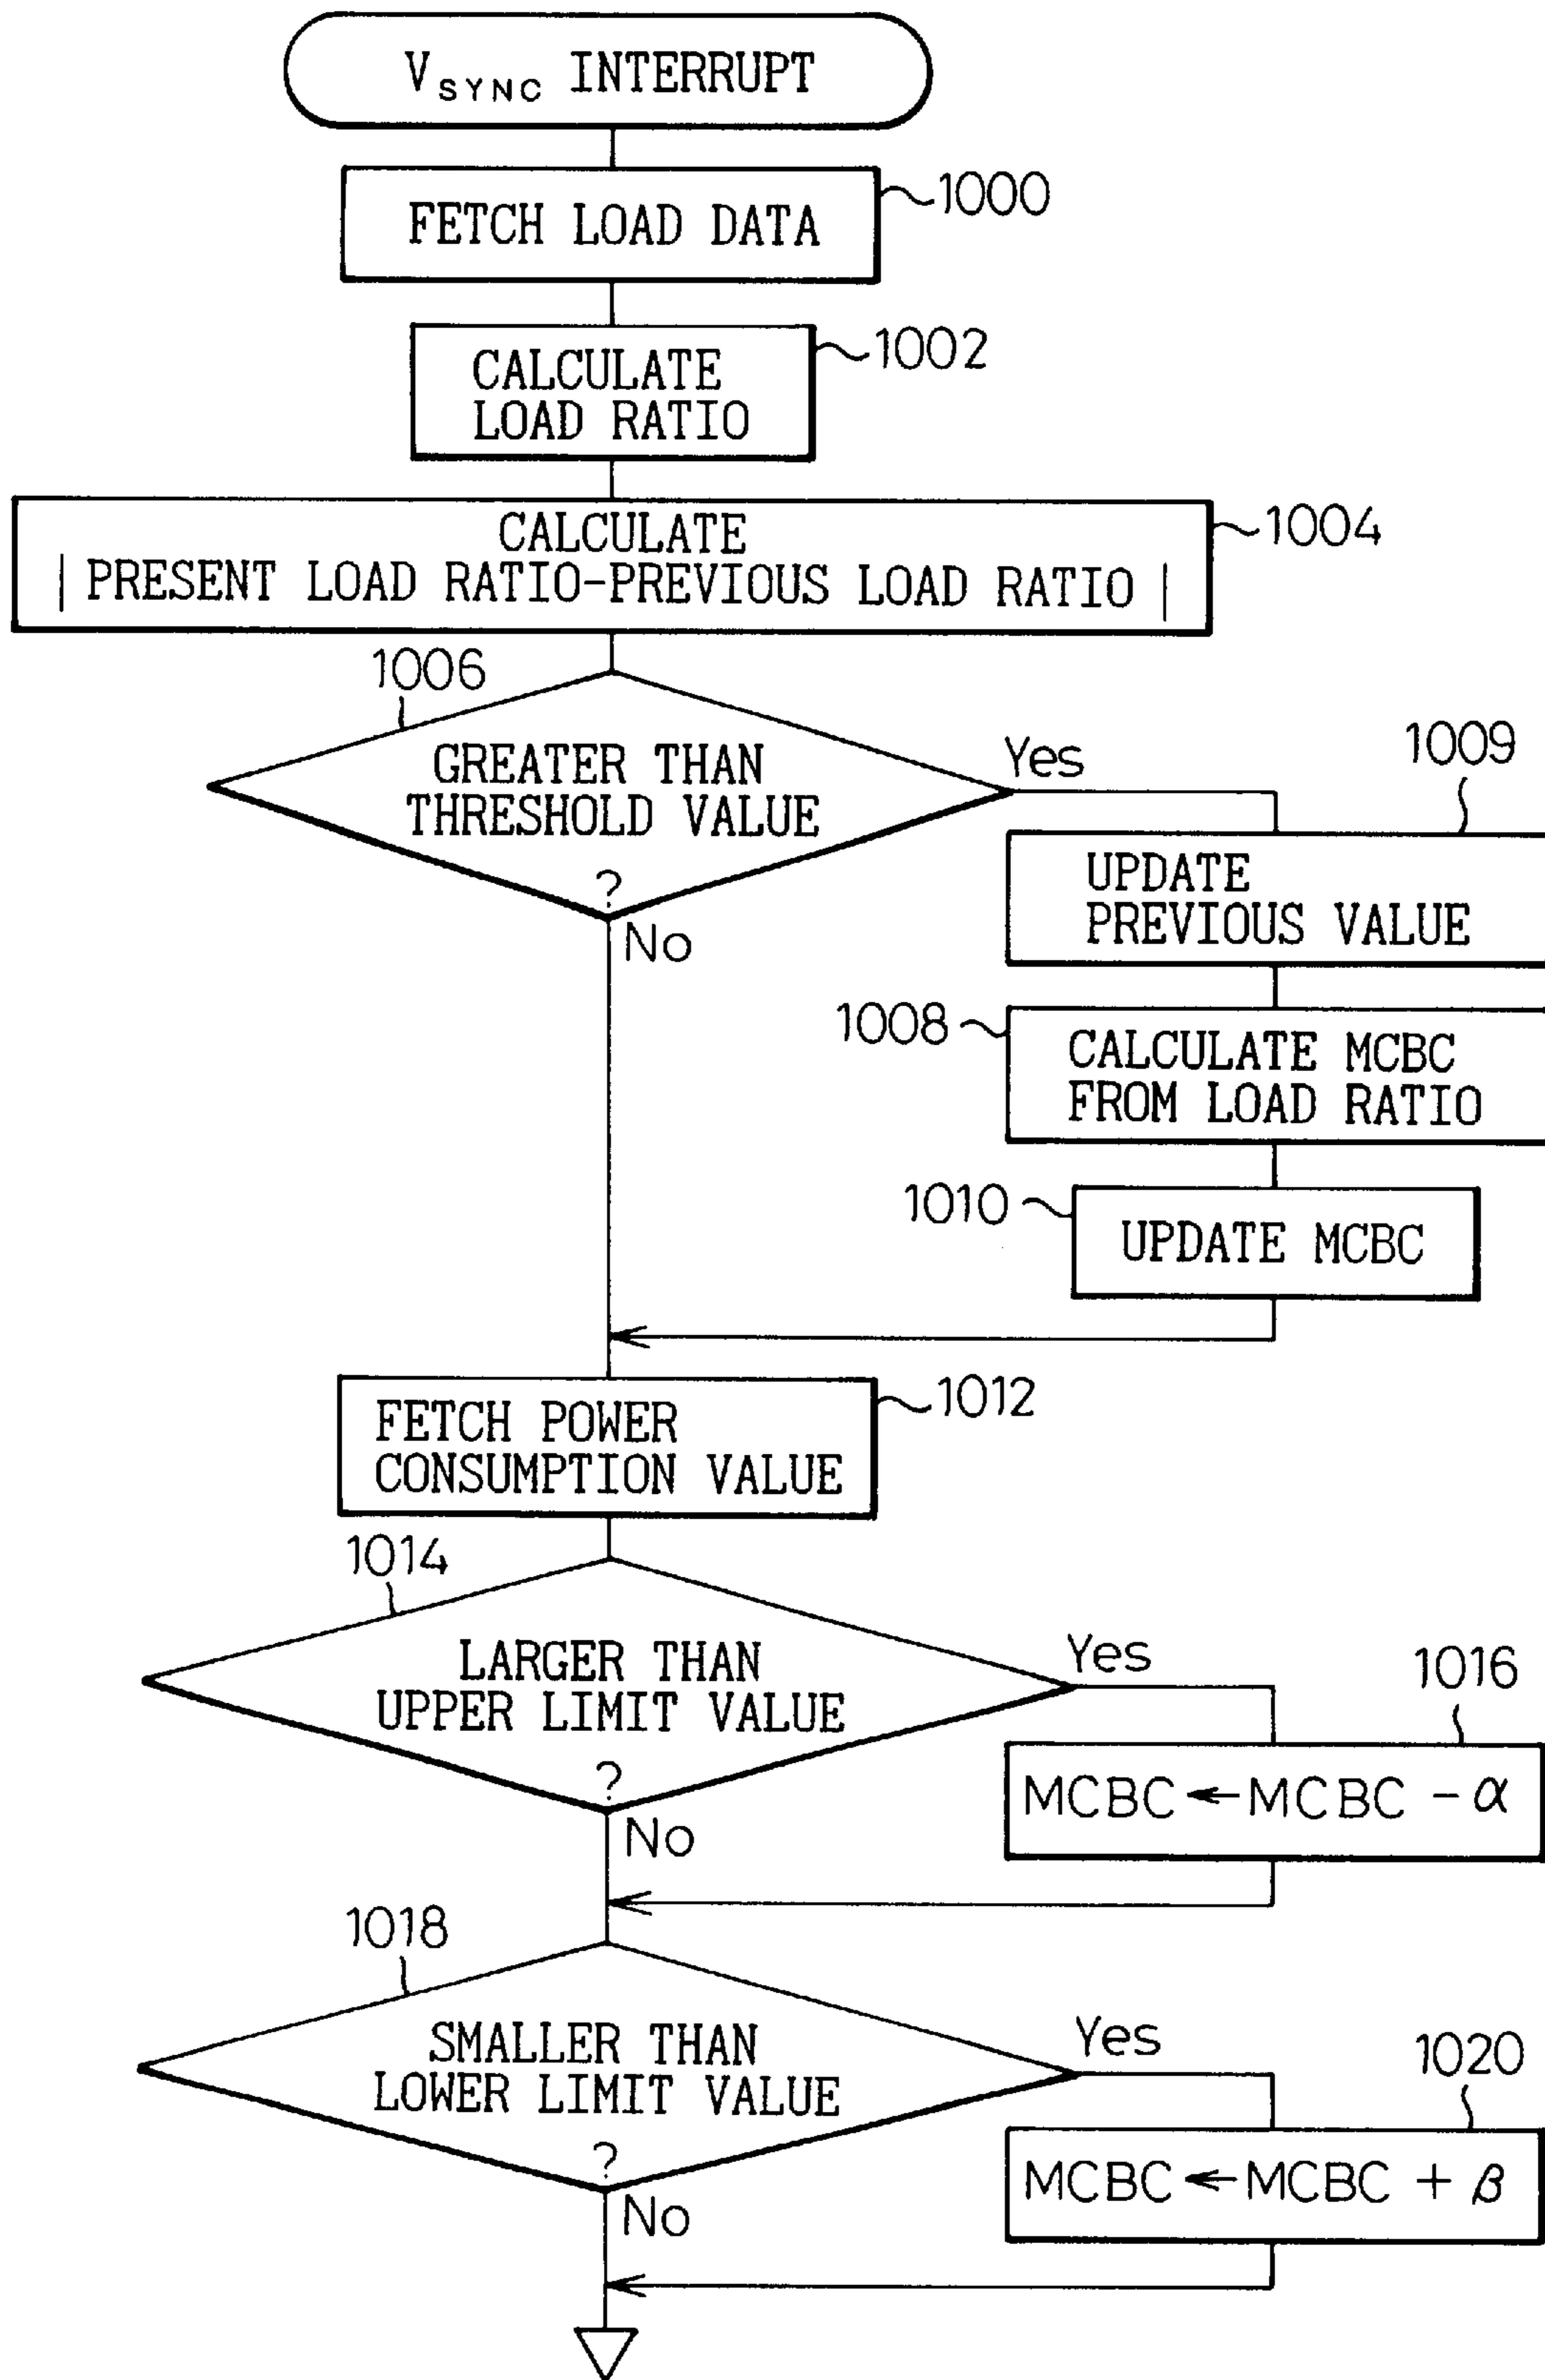 VSYNC INTERRUPT
FETCH LOAD DATA
1000
CALCULATE
LOAD RATIO
1002
CALCULATE
| PRESENT LOAD RATIO-PREVIOUS LOAD RATIO |
1004
1006
GREATER THAN
THRESHOLD VALUE
?
Yes
No
1009
UPDATE
PREVIOUS VALUE
1008
CALCULATE MCBC
FROM LOAD RATIO
1010
UPDATE MCBC
1012
FETCH POWER
CONSUMPTION VALUE
1014
LARGER THAN
UPPER LIMIT VALUE
?
Yes
No
1016
MCBC ← MCBC - α
1018
SMALLER THAN
LOWER LIMIT VALUE
?
Yes
No
1020
MCBC ← MCBC + β